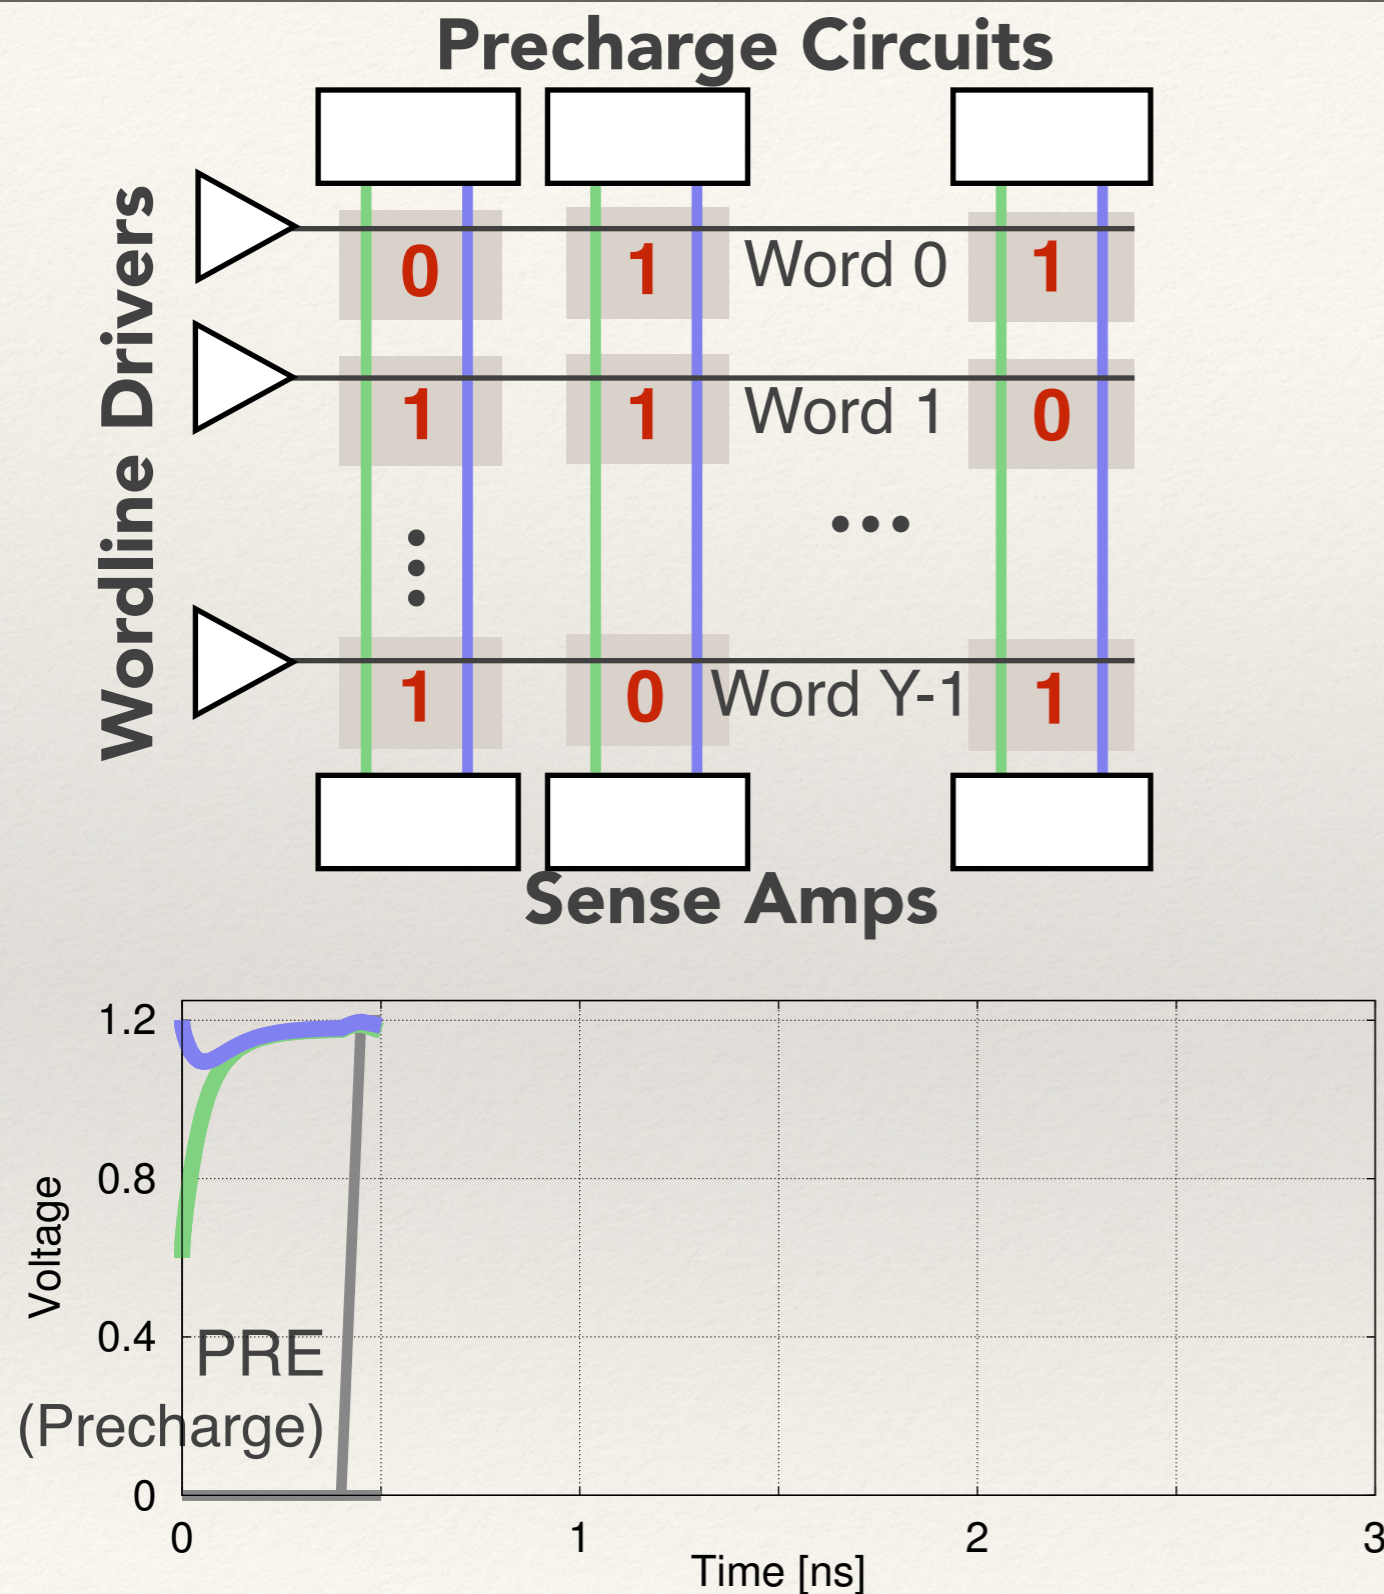 Precharge Circuits
Wordline Drivers
0 1 Word 0 1
1 1 Word 1 0
1 0 Word Y-1 1
Sense Amps
1.2
0.8
0.4
0
Voltage
PRE
(Precharge)
0 1 2 3
Time [ns]